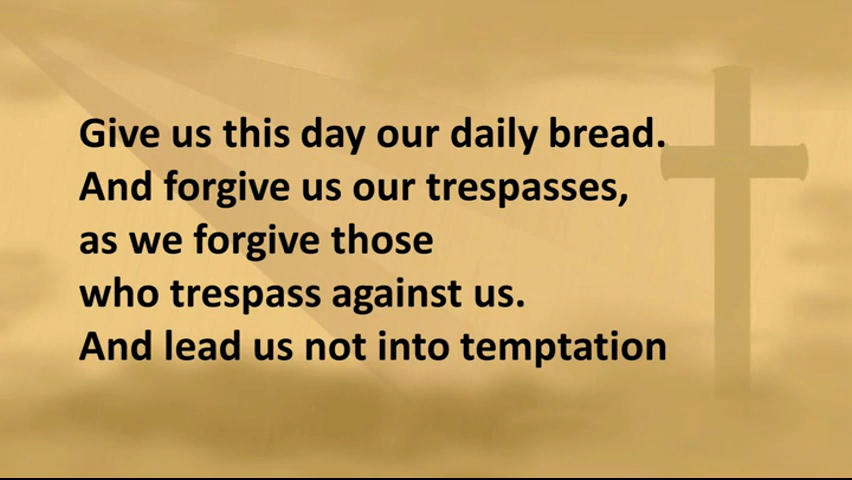 Give us this day our daily bread.
And forgive us our trespasses,
as we forgive those
who trespass against us.
And lead us not into temptation